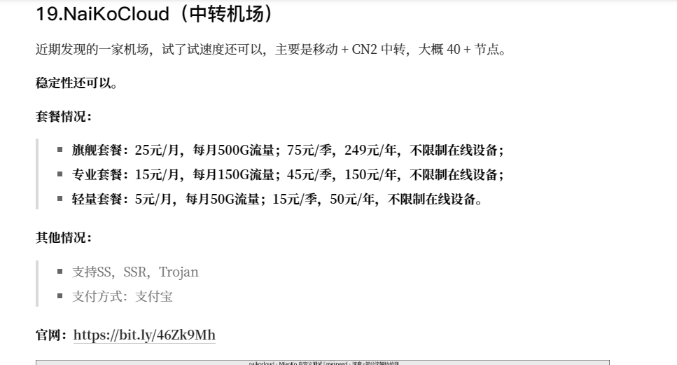 19.NaiKoCloud（中转机场）
近期发现的一家机场，试了试速度还可以，主要是移动 + CN2 中转，大概 40 + 节点。
稳定性还可以。
套餐情况：
旗舰套餐：25元/月，每月500G流量；75元/季，249元/年，不限制在线设备；
专业套餐：15元/月，每月150G流量；45元/季，150元/年，不限制在线设备；
轻量套餐：5元/月，每月50G流量；15元/季，50元/年，不限制在线设备。
其他情况：
支持SS，SSR，Trojan
支付方式：支付宝
官网：https://bit.ly/46Zk9Mh